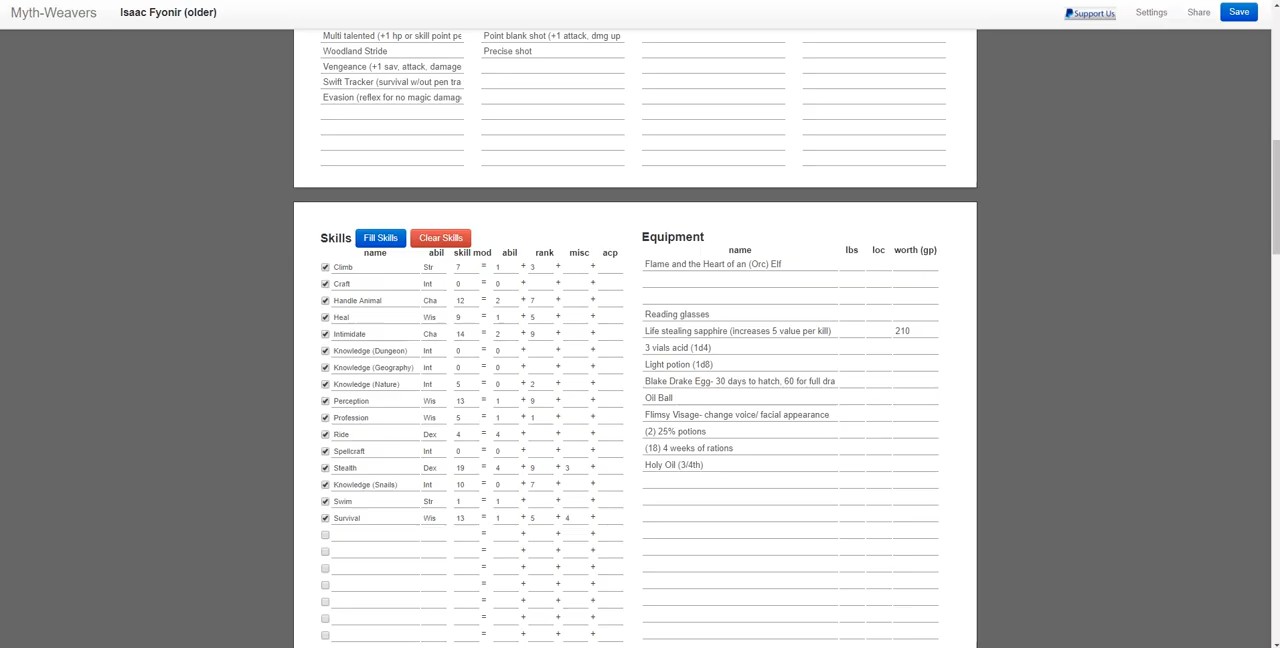 Myth-Weavers Isaac Fyonir (older) Support Us Settings Share Save
Multi talented (+1 hp or skill point pe Point blank shot (+1 attack, dmg up
Woodland Stride Precise shot
Vengeance (+1 sav, attack, damage
Swift Tracker (survival w/out pen tra
Evasion (reflex for no magic damag
Skills Fill Skills Clear Skills
name abil skill mod abil rank misc acp
Climb Str 7 = 1 + 3 + +
Craft Int 0 = 0 + + +
Handle Animal Cha 12 = 2 + 7 + +
Heal Wis 9 = 1 + 5 + +
Intimidate Cha 14 = 2 + 9 + +
Knowledge (Dungeon) Int 0 = 0 + + +
Knowledge (Geography) int 0 = 0 + + +
Knowledge (Nature) Int 5 = 0 + 2 + +
Perception Wis 13 = 1 + 9 + +
Profession Wis 5 = 1 + 1 + +
Ride Dex 4 = 4 + + +
Spellcraft Int 0 = 0 + + +
Stealth Dex 19 = 4 + 9 + 3 +
Knowledge (Snails) Int 10 = 0 + 7 + +
Swim Str 1 = 1 + + +
Survival Wis 13 = 1 + 5 + 4 +
= + + +
= + + +
= + + +
= + + +
= + + +
= + + +
= + + +
Equipment
name lbs loc worth (gp)
Flame and the Heart of an (Orc) Elf
Reading glasses
Life stealing sapphire (increases 5 value per kill) 210
3 vials acid (1d4)
Light potion (1d8)
Blake Drake Egg- 30 days to hatch, 60 for full dra
Oil Ball
Flimsy Visage- change voice/ facial appearance
(2) 25% potions
(18) 4 weeks of rations
Holy Oil (3/4th)